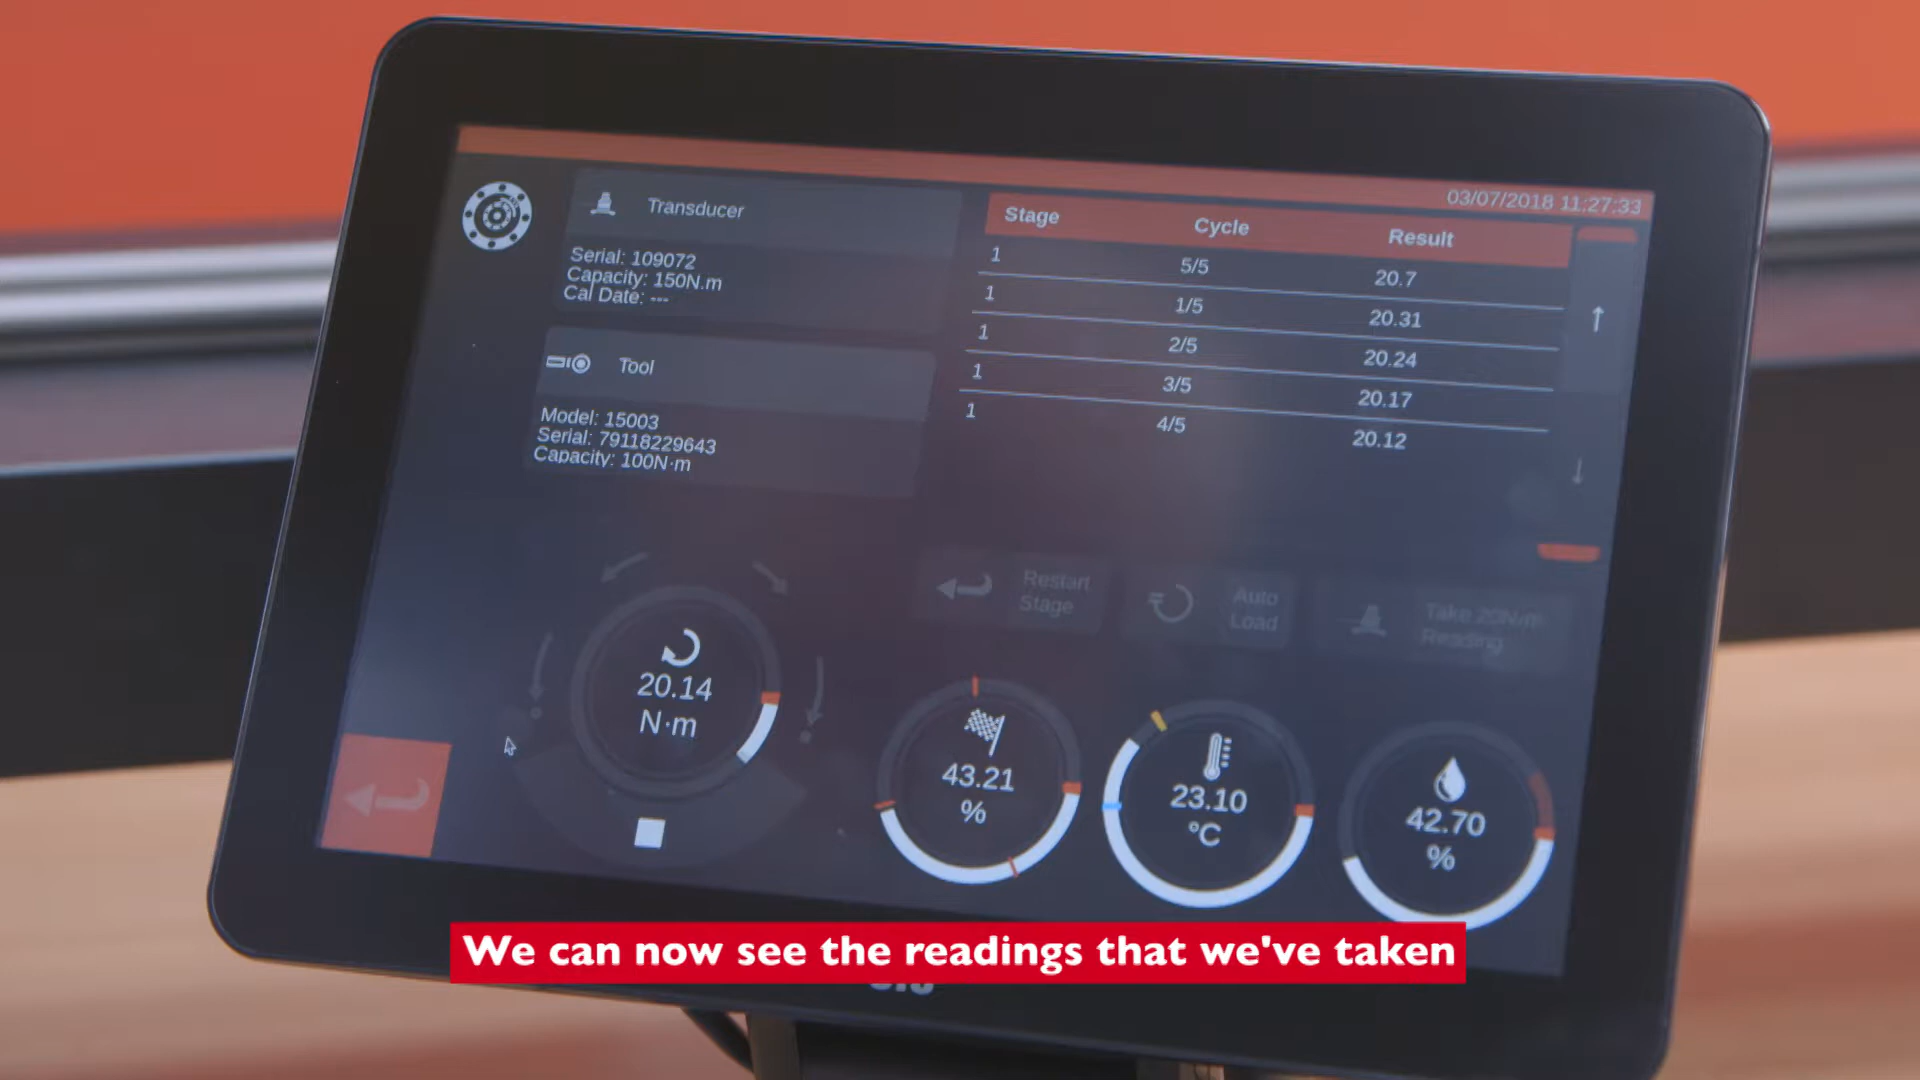 03/07/2018 11:27:33
Transducer
Serial: 109072
Capacity: 150N.m
Cal Date: ---
Tool
Model: 15003
Serial: 79118229643
Capacity: 100N·m
Stage Cycle Result
1 5/5 20.7
1 1/5 20.31
1 2/5 20.24
1 3/5 20.17
1 4/5 20.12
Restart
Stage
Auto
Load
Take 20N·m
Reading
20.14
N·m
43.21
%
23.10
°C
42.70
%
We can now see the readings that we've taken